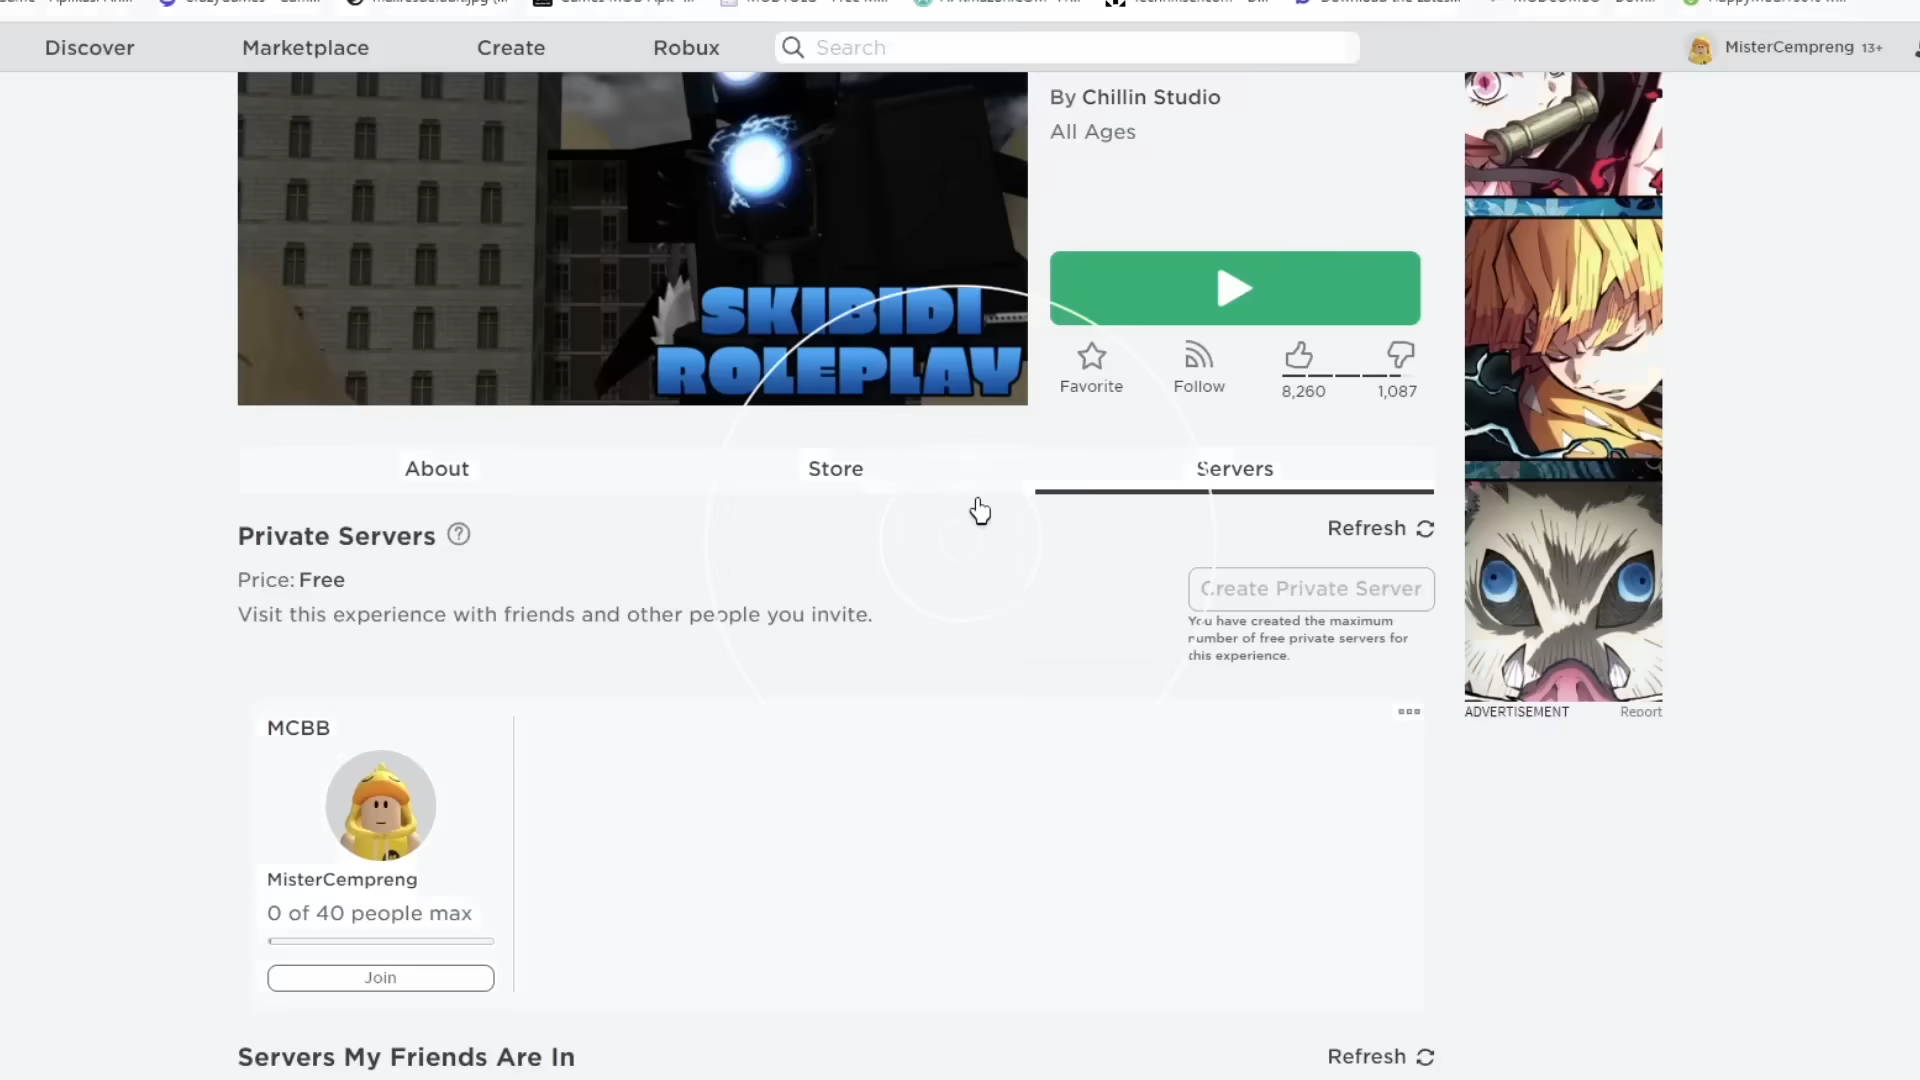 Discover
Marketplace
Create
Robux
Search
MisterCempreng 13+
By Chillin Studio
All Ages
SKIBIDI
ROLEPLAY
Favorite
Follow
8,260
1,087
About
Store
Servers
Private Servers
Refresh
Price: Free
Visit this experience with friends and other people you invite.
Create Private Server
You have created the maximum
number of free private servers for
this experience.
ADVERTISEMENT
Report
MCBB
MisterCempreng
0 of 40 people max
Join
Servers My Friends Are In
Refresh